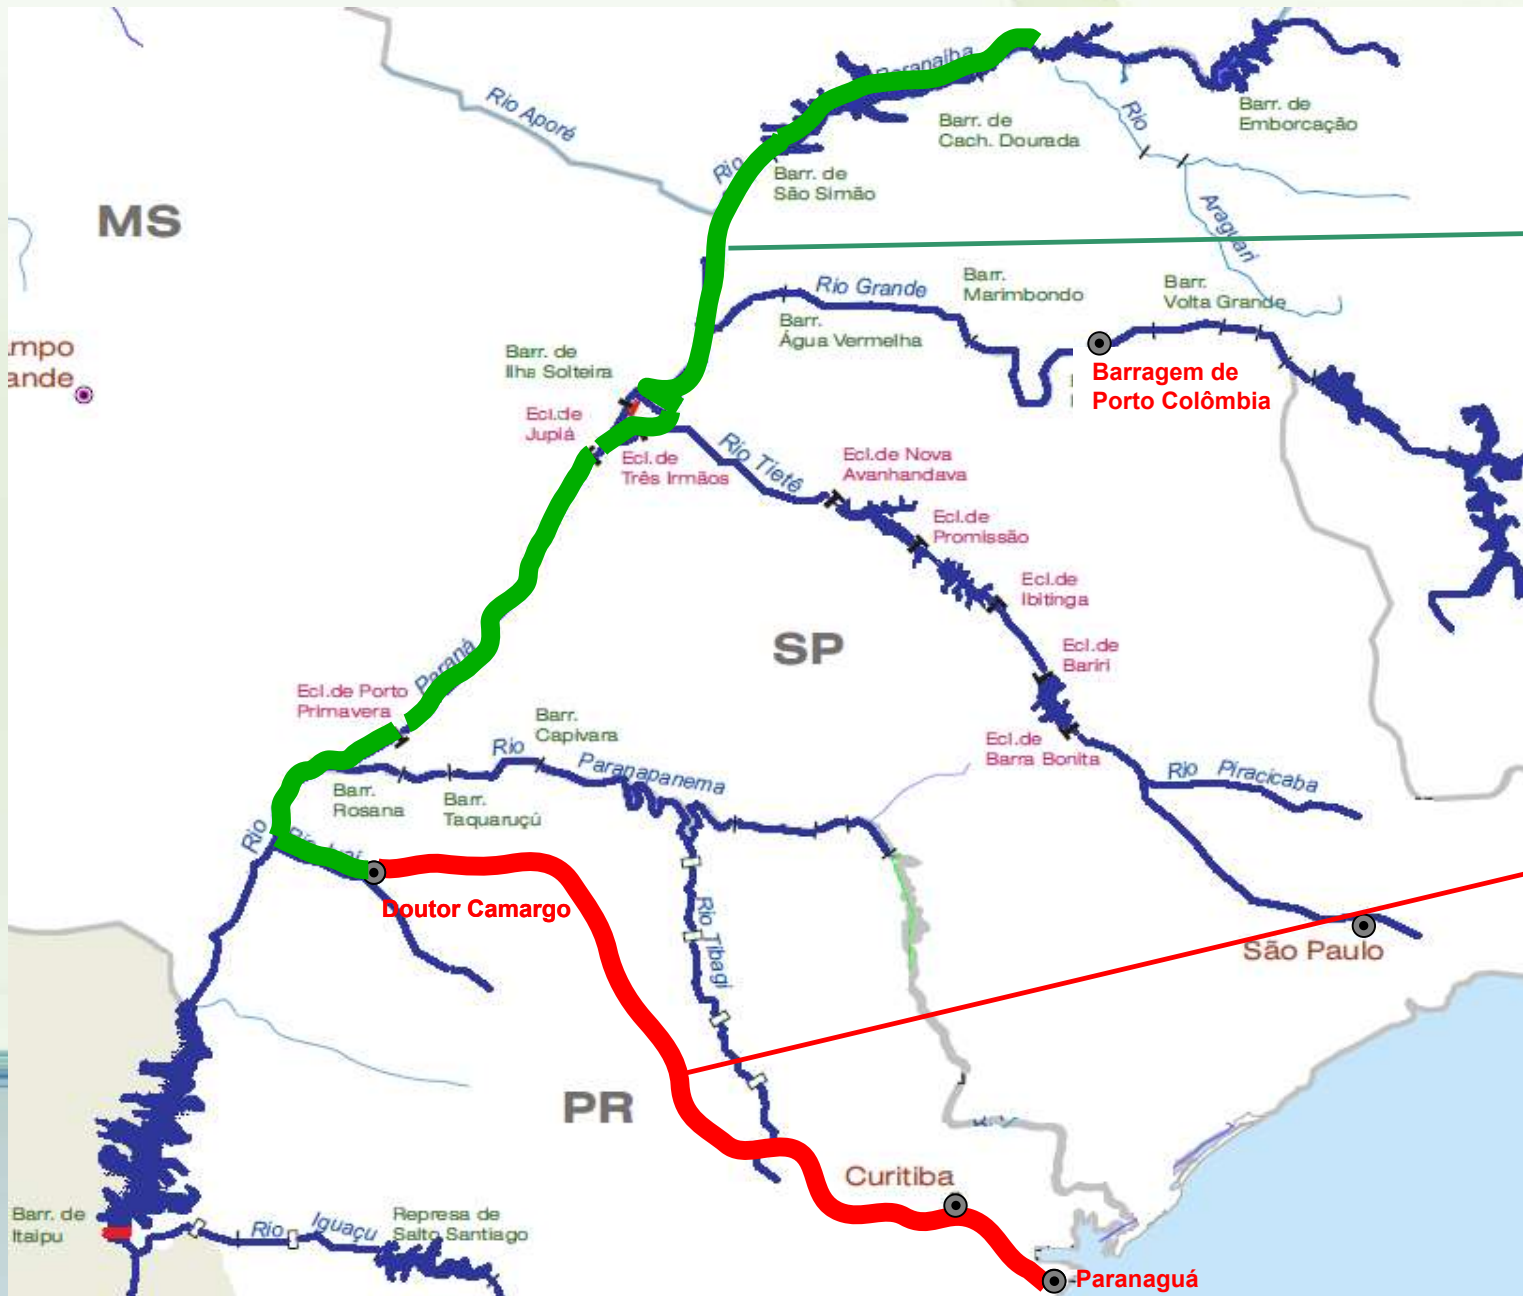 Paranaíba
Rio Aporé
Rio
Barr. de
Emborcação
Barr. de
Cach. Dourada
Rio
Barr. de
São Simão
MS
Araguari
Rio Grande
Barr.
Marimbondo
Barr.
Volta Grande
Barr.
Água Vermelha
Barr. de
Ilha Solteira
Barragem de
Porto Colômbia
Ecl.de
Jupiá
Ecl.de
Três Irmãos
Rio Tietê
Ecl.de Nova
Avanhandava
Ecl.de
Promissão
Ecl.de
Ibitinga
SP
Ecl.de
Bariri
Paraná
Ecl.de Porto
Primavera
Barr.
Capivara
Rio
Paranapanema
Ecl.de
Barra Bonita
Rio Piracicaba
Barr.
Rosana
Barr.
Taquaruçú
Rio
Doutor Camargo
Rio Tibagi
São Paulo
PR
Curitiba
Barr. de
Itaipu
Rio Iguaçu
Represa de
Salto Santiago
Paranaguá